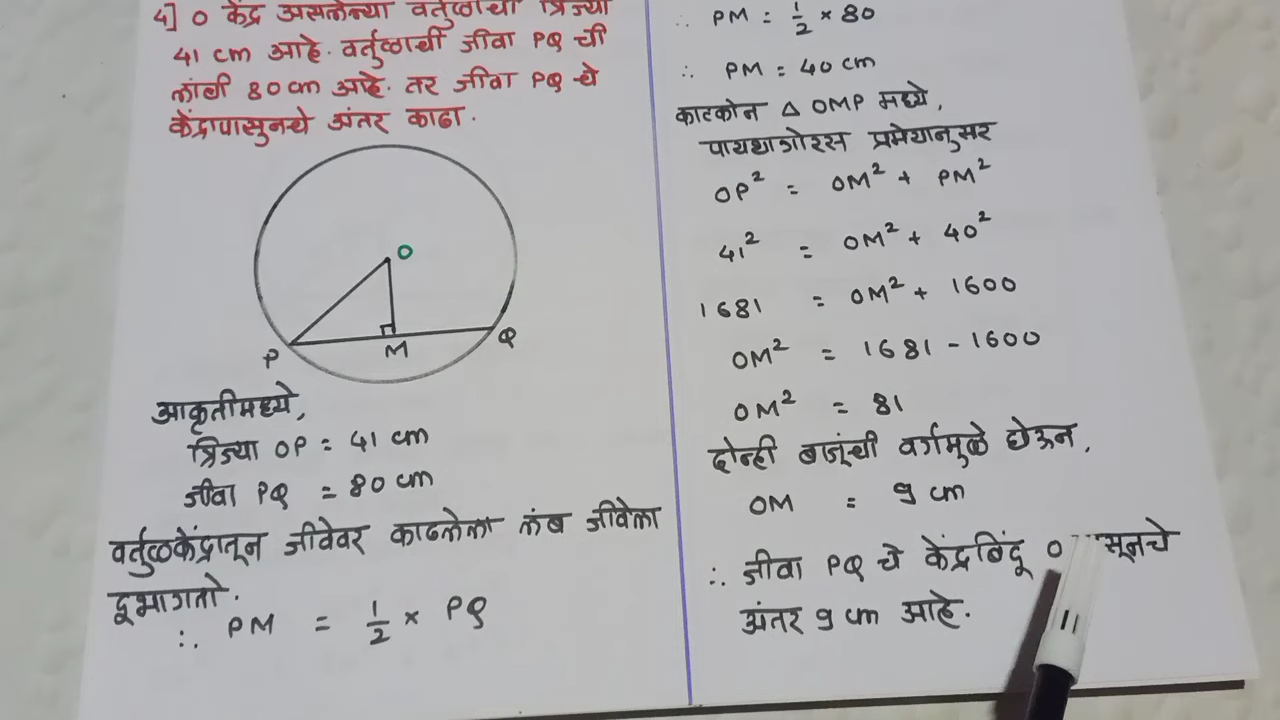 4] O केंद्र असलेल्या वर्तुळाची त्रिज्या
41 cm आहे. वर्तुळाची जीवा PQ ची
लांबी 80 cm आहे. तर जीवा PQ चे
केंद्रापासुनचे अंतर काढा.
O
P
M
Q
आकृतीमध्ये,
त्रिज्या OP = 41 cm
जीवा PQ = 80 cm
वर्तुळकेंद्रातून जीवेवर काढलेला लंब जीवेला
दूभागतो.
∴ PM = 1/2 × PQ
∴ PM = 1/2 × 80
∴ PM = 40 cm
काटकोन △ OMP मध्ये,
पायथागोरस प्रमेयानुसर
OP² = OM² + PM²
41² = OM² + 40²
1681 = OM² + 1600
OM² = 1681 - 1600
OM² = 81
दोन्ही बाजूंची वर्गमुळे घेऊन,
OM = 9 cm
∴ जीवा PQ चे केंद्रबिंदू O
अंतर 9 cm आहे.